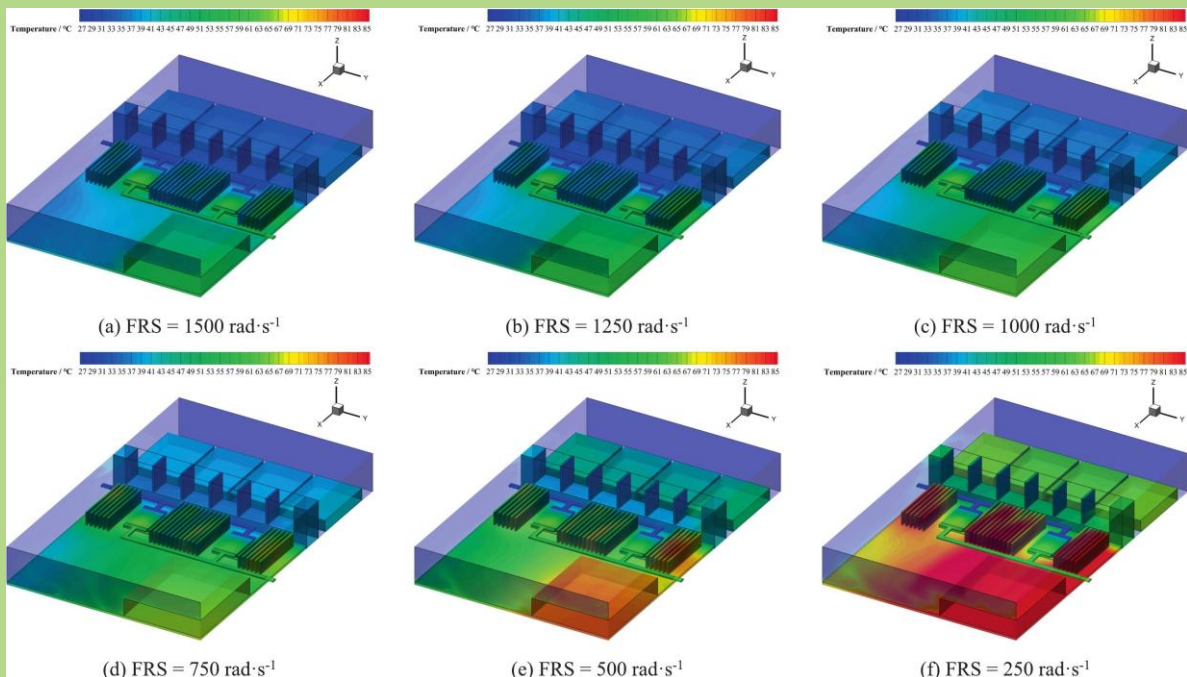 Temperature / °C 27 29 31 33 35 37 39 41 43 45 47 49 51 53 55 57 59 61 63 65 67 69 71 73 75 77 79 81 83 85
Z
X
Y
(a) FRS = 1500 rad·s⁻¹
Temperature / °C 27 29 31 33 35 37 39 41 43 45 47 49 51 53 55 57 59 61 63 65 67 69 71 73 75 77 79 81 83 85
Z
X
Y
(b) FRS = 1250 rad·s⁻¹
Temperature / °C 27 29 31 33 35 37 39 41 43 45 47 49 51 53 55 57 59 61 63 65 67 69 71 73 75 77 79 81 83 85
Z
X
Y
(c) FRS = 1000 rad·s⁻¹
Temperature / °C 27 29 31 33 35 37 39 41 43 45 47 49 51 53 55 57 59 61 63 65 67 69 71 73 75 77 79 81 83 85
Z
X
Y
(d) FRS = 750 rad·s⁻¹
Temperature / °C 27 29 31 33 35 37 39 41 43 45 47 49 51 53 55 57 59 61 63 65 67 69 71 73 75 77 79 81 83 85
Z
X
Y
(e) FRS = 500 rad·s⁻¹
Temperature / °C 27 29 31 33 35 37 39 41 43 45 47 49 51 53 55 57 59 61 63 65 67 69 71 73 75 77 79 81 83 85
Z
X
Y
(f) FRS = 250 rad·s⁻¹